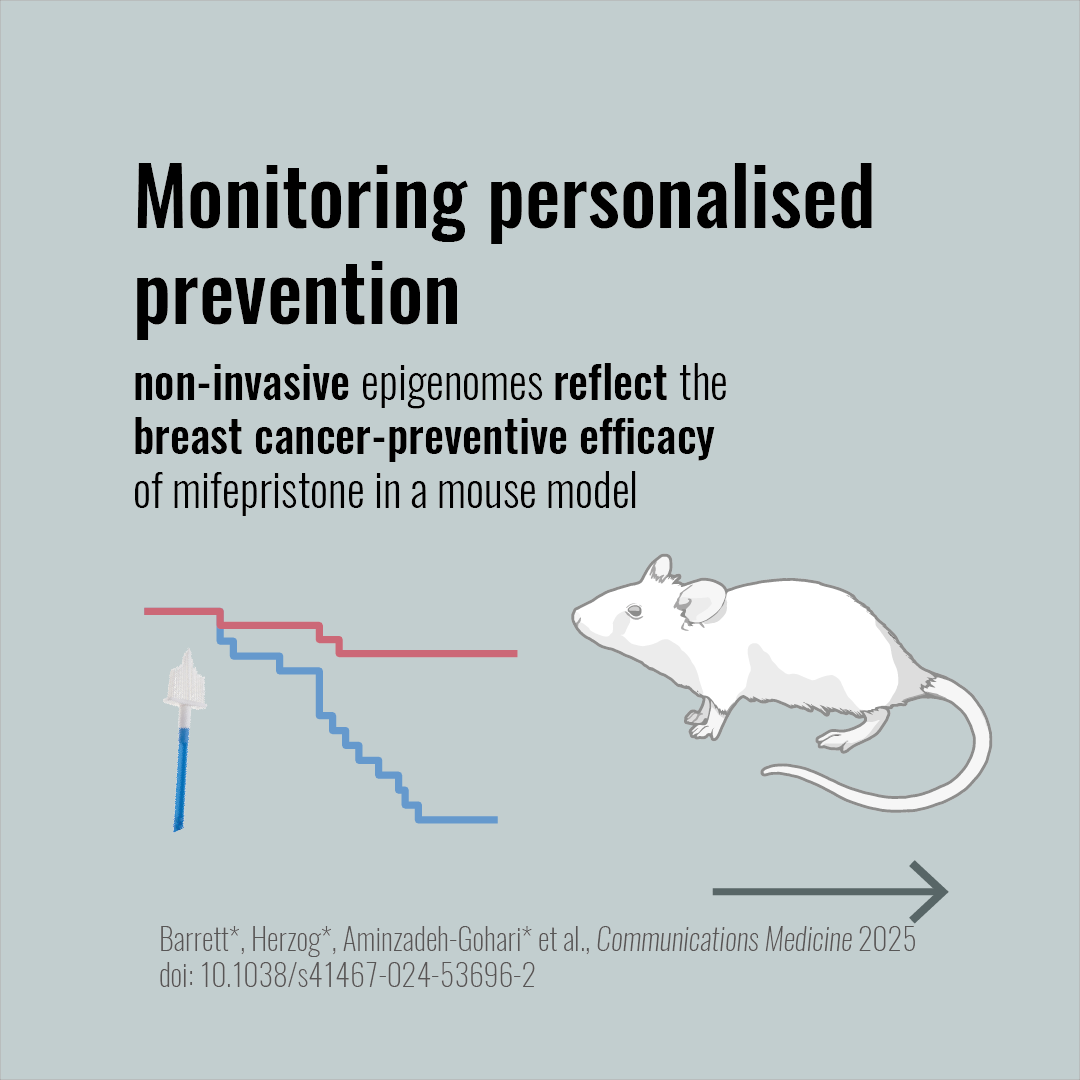 Monitoring personalised
prevention
non-invasive epigenomes reflect the
breast cancer-preventive efficacy
of mifepristone in a mouse model
Barrett*, Herzog*, Aminzadeh-Gohari* et al., Communications Medicine 2025
doi: 10.1038/s41467-024-53696-2